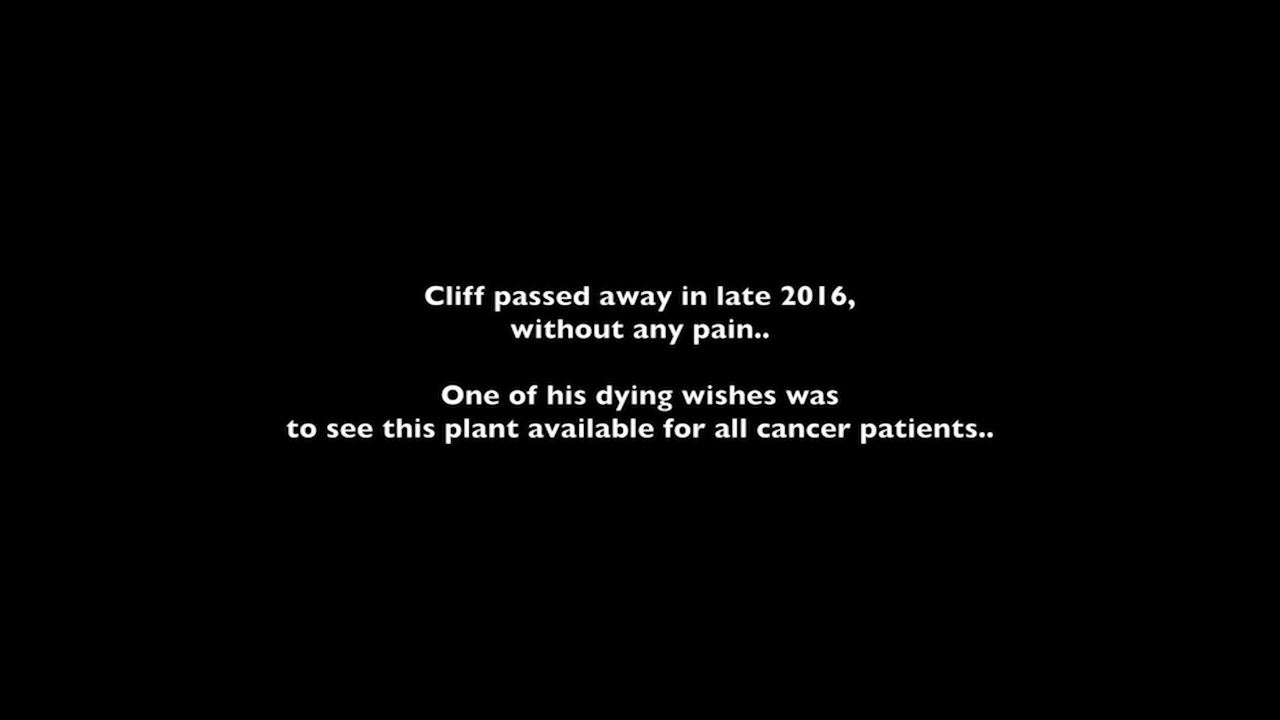 Cliff passed away in late 2016,
without any pain..
One of his dying wishes was
to see this plant available for all cancer patients..